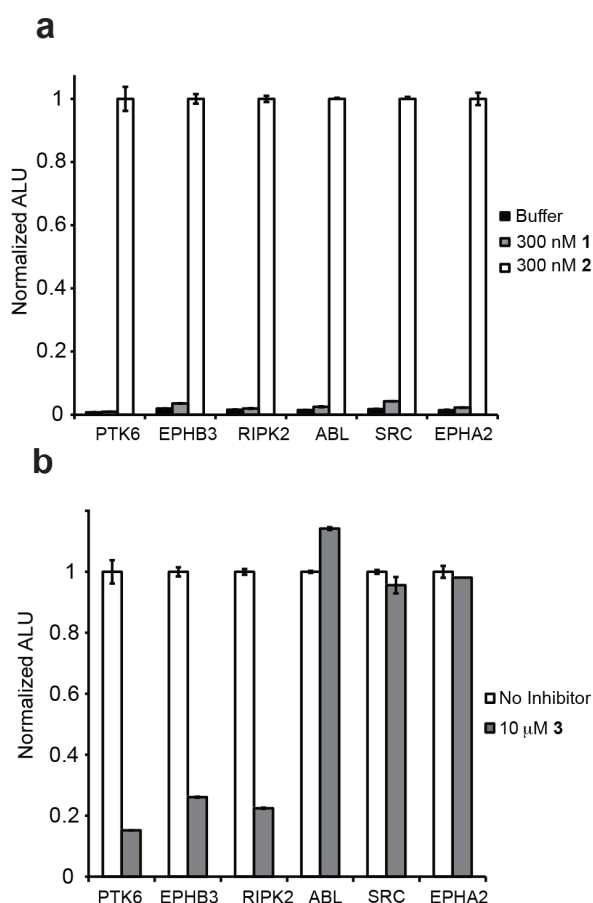 a
Normalized ALU
1
0.8
0.6
0.4
0.2
0
PTK6 EPHB3 RIPK2 ABL SRC EPHA2
Buffer
300 nM 1
300 nM 2
b
Normalized ALU
1
0.8
0.6
0.4
0.2
0
PTK6 EPHB3 RIPK2 ABL SRC EPHA2
No Inhibitor
10 μM 3